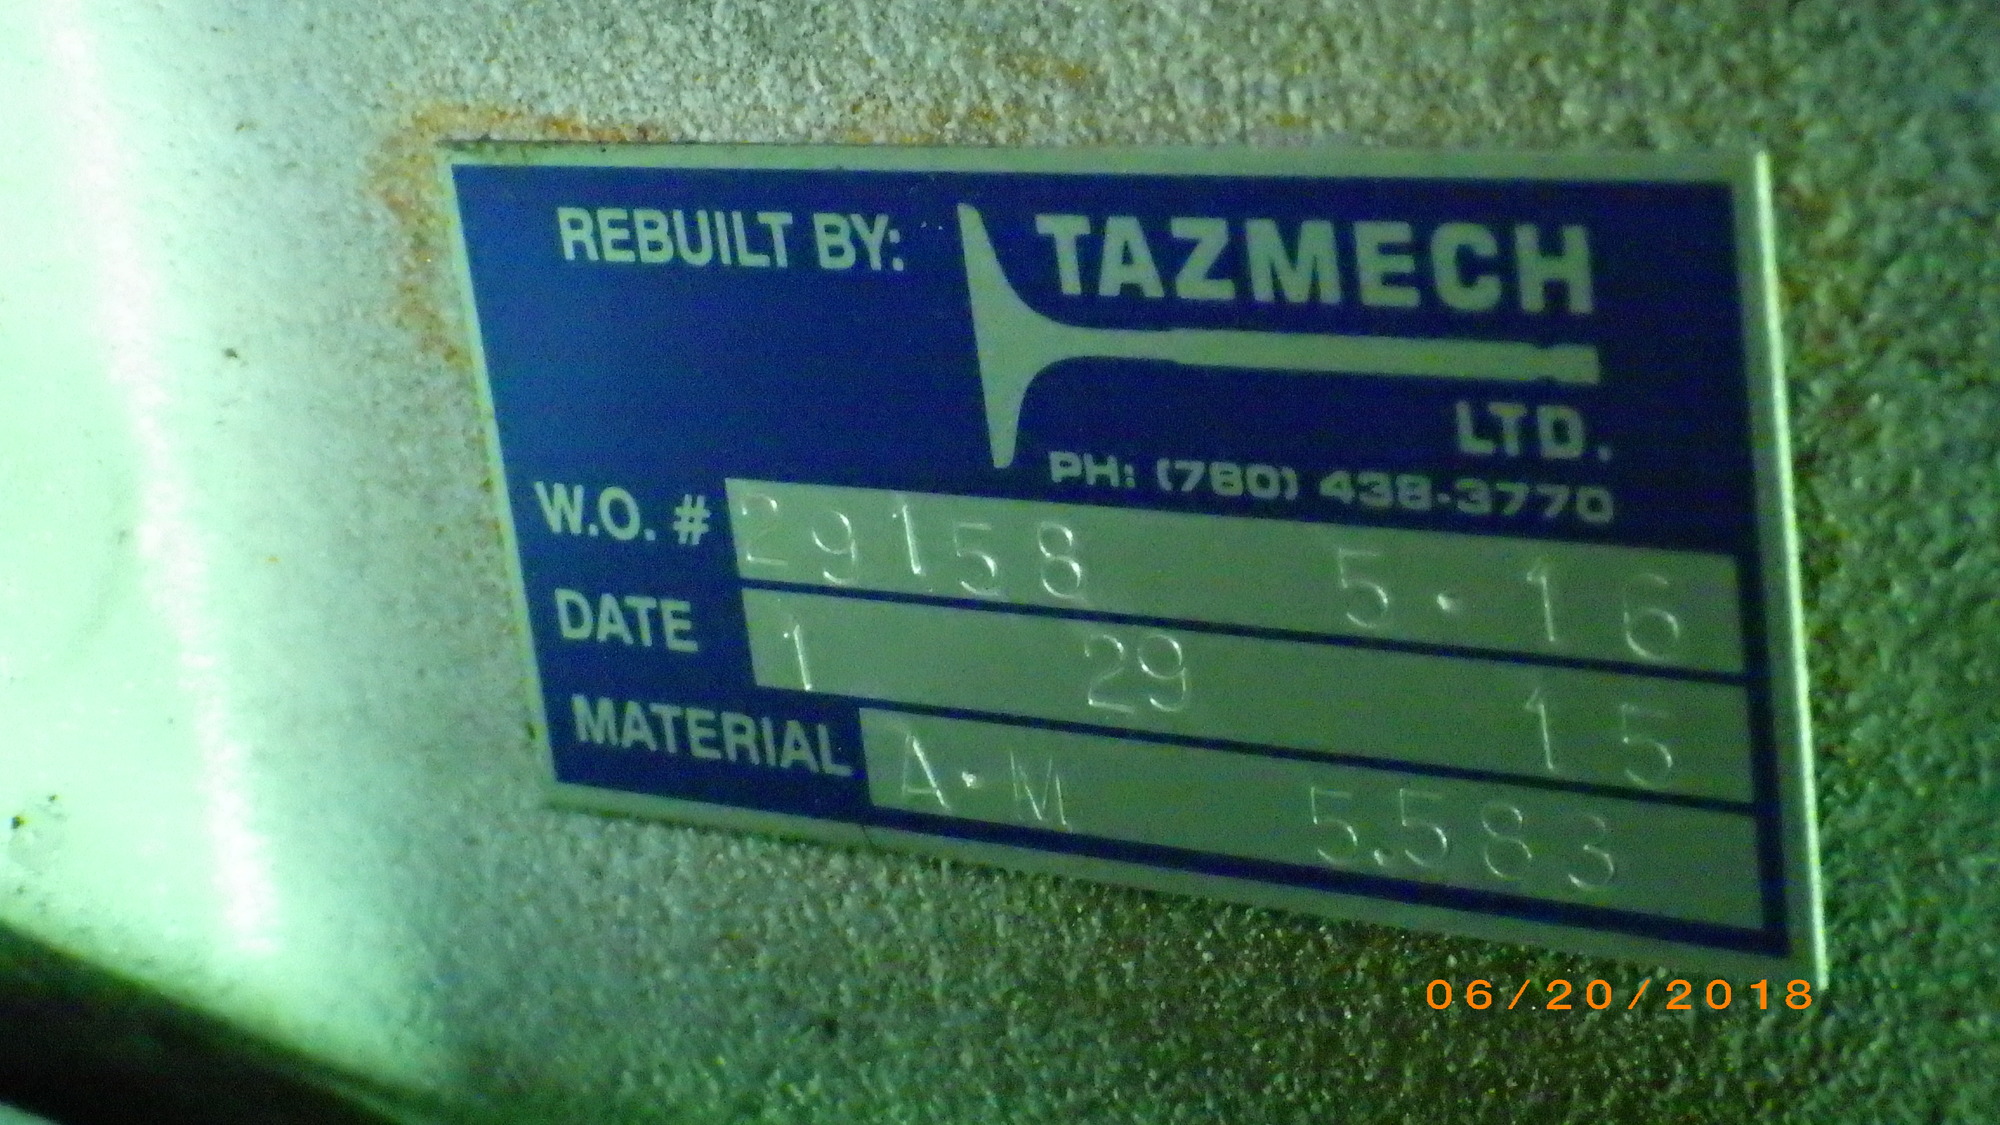 REBUILT BY: TAZMECH
LTD.
PH: (780) 438-3770
W.O. # 29158 5·16
DATE 1 29 15
MATERIAL A·M 5.583
06/20/2018